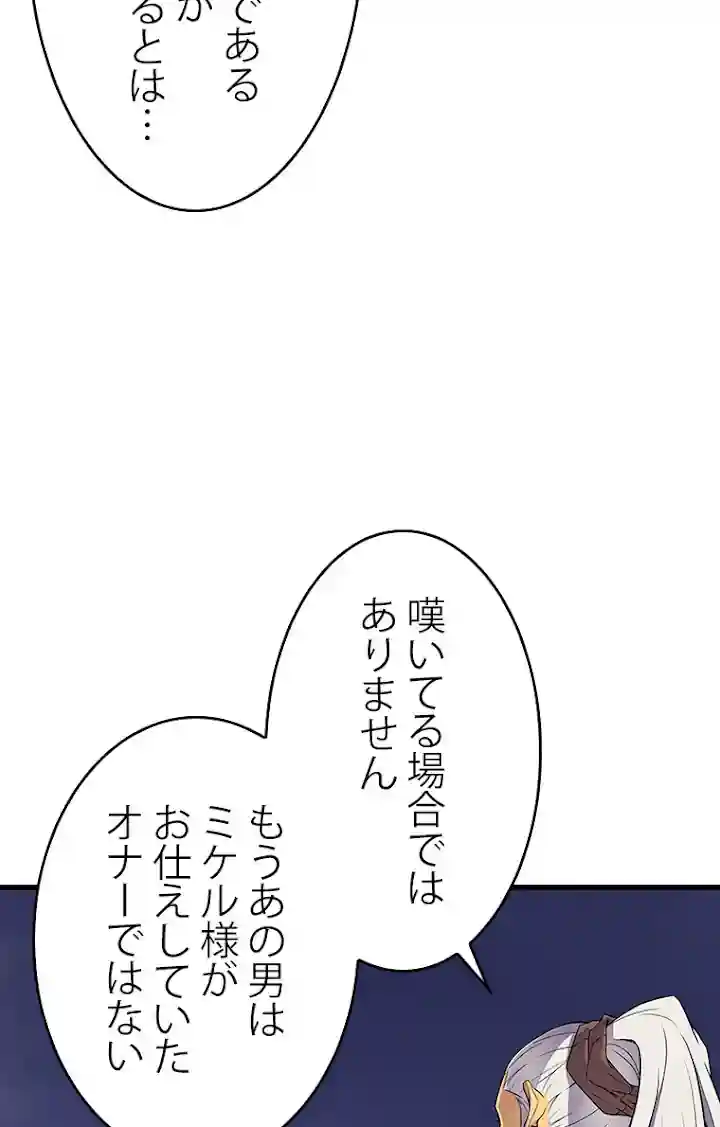 である
が
るとは…
嘆いてる場合では
ありません
もうあの男は
ミケル様が
お仕えしていた
オナーではない